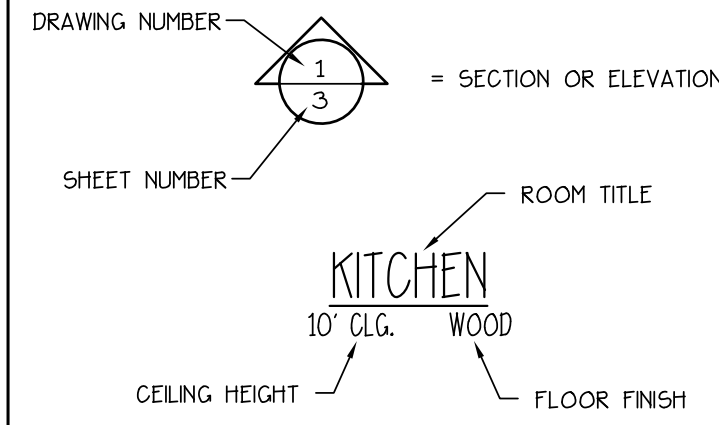 DRAWING NUMBER
1
3
= SECTION OR ELEVATION
SHEET NUMBER
ROOM TITLE
KITCHEN
10' CLG. WOOD
CEILING HEIGHT
FLOOR FINISH